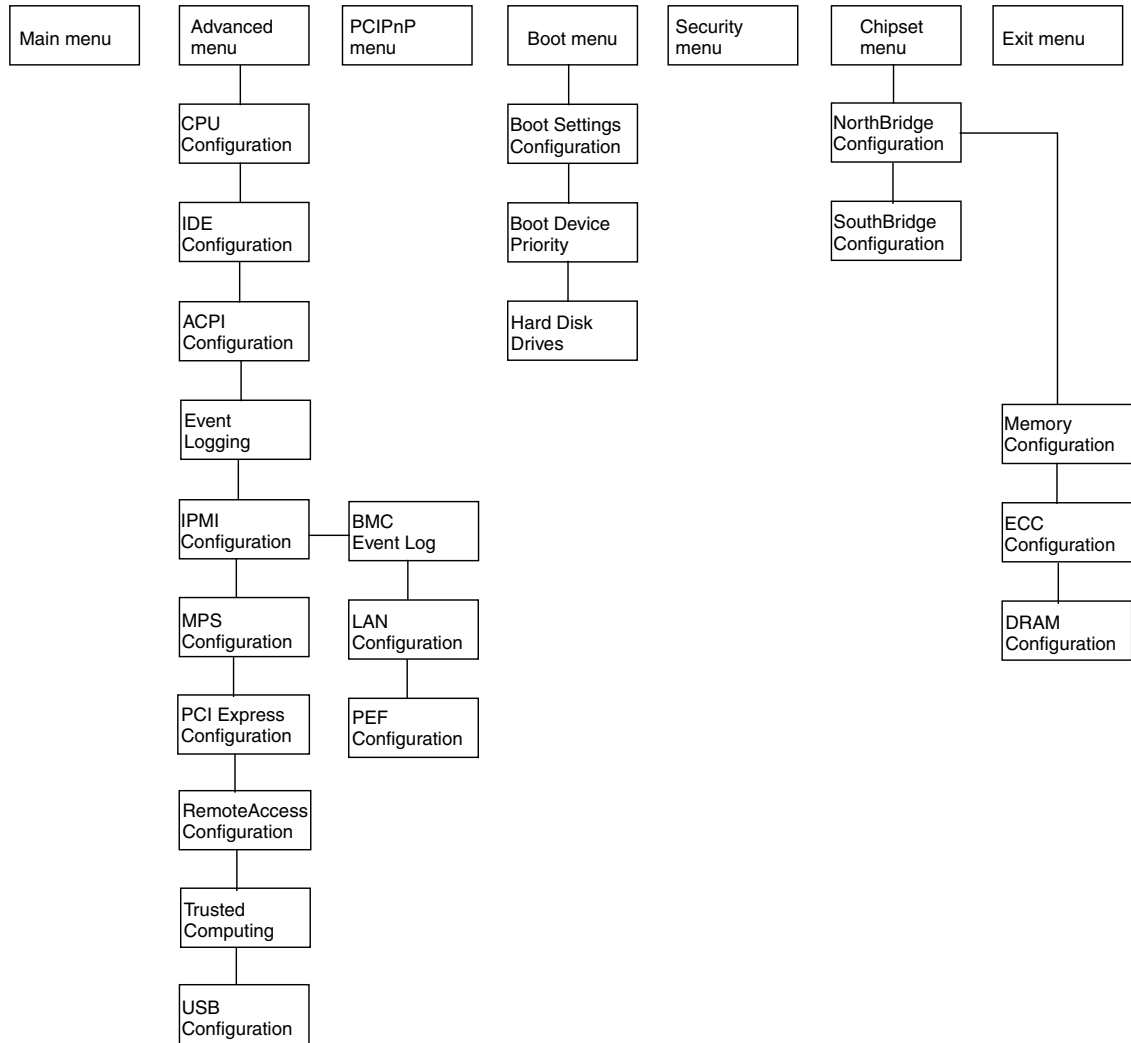 Main menu
Advanced
menu
PCIPnP
menu
Boot menu
Security
menu
Chipset
menu
Exit menu
CPU
Configuration
IDE
Configuration
ACPI
Configuration
Event
Logging
IPMI
Configuration
MPS
Configuration
PCI Express
Configuration
RemoteAccess
Configuration
Trusted
Computing
USB
Configuration
BMC
Event Log
LAN
Configuration
PEF
Configuration
Boot Settings
Configuration
Boot Device
Priority
Hard Disk
Drives
NorthBridge
Configuration
SouthBridge
Configuration
Memory
Configuration
ECC
Configuration
DRAM
Configuration